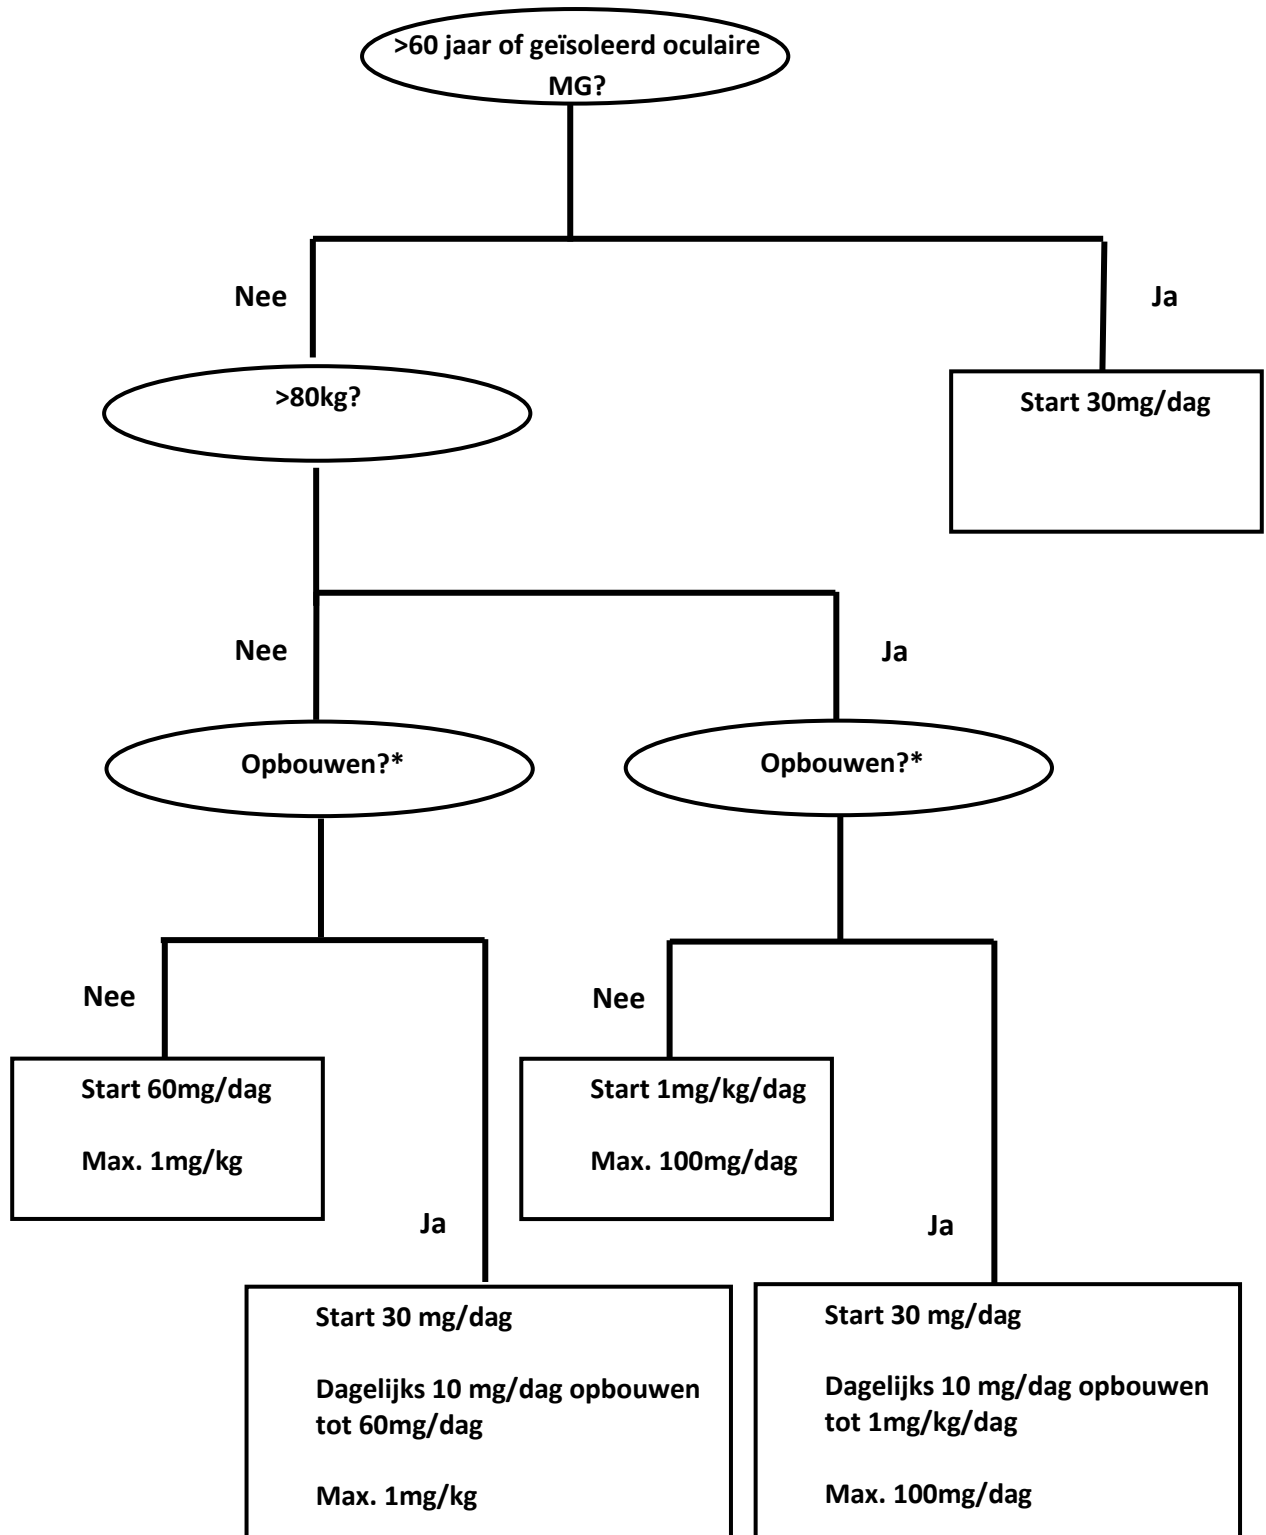 >60 jaar of geïsoleerd oculaire
MG?
Nee
Ja
>80kg?
Start 30mg/dag
Nee
Ja
Opbouwen?*
Opbouwen?*
Nee
Nee
Start 60mg/dag
Max. 1mg/kg
Start 1mg/kg/dag
Max. 100mg/dag
Ja
Ja
Start 30 mg/dag
Dagelijks 10 mg/dag opbouwen
tot 60mg/dag
Max. 1mg/kg
Start 30 mg/dag
Dagelijks 10 mg/dag opbouwen
tot 1mg/kg/dag
Max. 100mg/dag